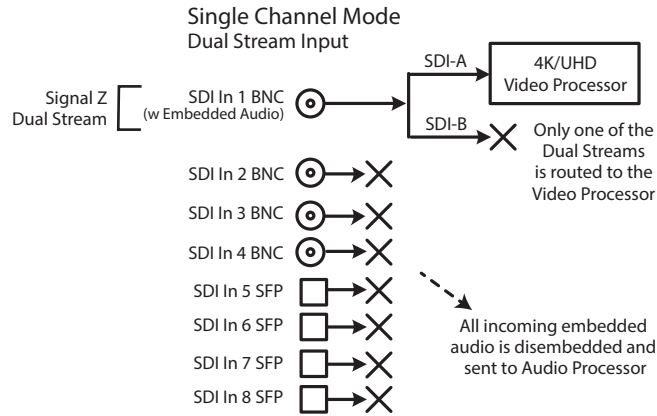 Single Channel Mode
Dual Stream Input
Signal Z
Dual Stream
SDI In 1 BNC
(w Embedded Audio)
SDI-A
4K/UHD
Video Processor
SDI-B
Only one of the
Dual Streams
is routed to the
Video Processor
SDI In 2 BNC
SDI In 3 BNC
SDI In 4 BNC
SDI In 5 SFP
SDI In 6 SFP
SDI In 7 SFP
SDI In 8 SFP
All incoming embedded
audio is disembedded and
sent to Audio Processor